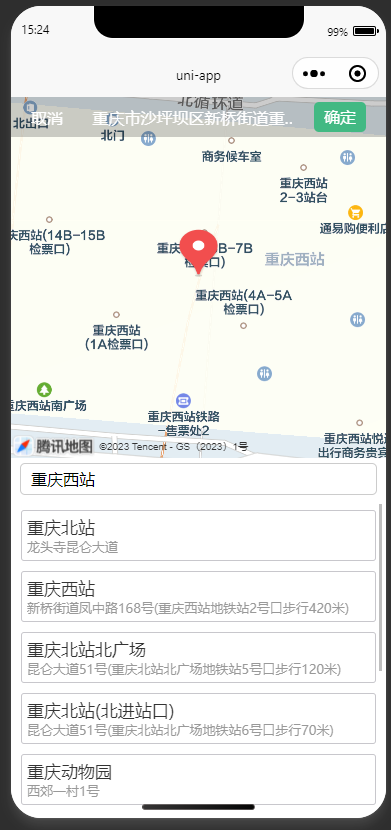 15:24
99%
uni-app
北循环道
取消
重庆市沙坪坝区新桥街道重..
确定
北出口
北门
商务候车室
重庆西站
2-3站台
通易购便利店
重庆西站(14B-15B
检票口)
B-7B
检票口)
重庆西站
重庆西站(4A-5A
检票口)
重庆西站
(1A检票口)
重庆西站南广场
重庆西站铁路
-售票处2
重庆西站悦途
出行商务贵宾
腾讯地图
©2023 Tencent - GS（2023）1号
重庆西站
重庆北站
龙头寺昆仑大道
重庆西站
新桥街道凤中路168号(重庆西站地铁站2号口步行420米)
重庆北站北广场
昆仑大道51号(重庆北站北广场地铁站5号口步行120米)
重庆北站(北进站口)
昆仑大道51号(重庆北站北广场地铁站6号口步行70米)
重庆动物园
西郊一村1号